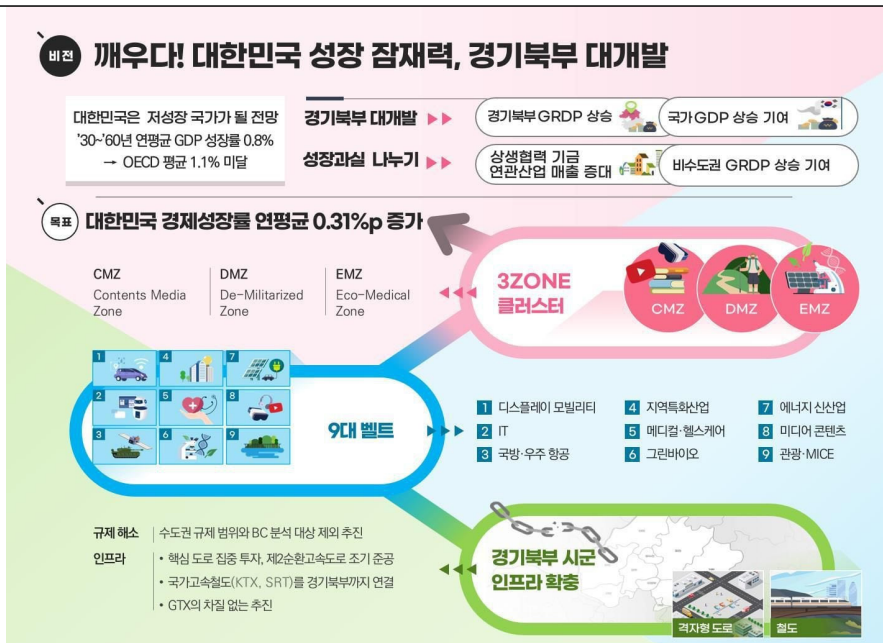 비전 깨우다! 대한민국 성장 잠재력, 경기북부 대개발
대한민국은 저성장 국가가 될 전망
'30~'60년 연평균 GDP 성장률 0.8%
→ OECD 평균 1.1% 미달
경기북부 대개발 ▶▶ 경기북부 GRDP 상승 국가 GDP 상승 기여
성장과실 나누기 ▶▶ 상생협력 기금
연관산업 매출 증대
비수도권 GRDP 상승 기여
목표 대한민국 경제성장률 연평균 0.31%p 증가
CMZ
Contents Media
Zone
DMZ
De-Militarized
Zone
EMZ
Eco-Medical
Zone
3ZONE
클러스터
CMZ
DMZ
EMZ
1 4 7
2 5 8
3 6 9
9대 벨트
1 디스플레이 모빌리티
2 IT
3 국방·우주 항공
4 지역특화산업
5 메디컬·헬스케어
6 그린바이오
7 에너지 신산업
8 미디어 콘텐츠
9 관광·MICE
규제 해소 수도권 규제 범위와 BC 분석 대상 제외 추진
인프라 • 핵심 도로 집중 투자, 제2순환고속도로 조기 준공
• 국가고속철도(KTX, SRT)를 경기북부까지 연결
• GTX의 차질 없는 추진
경기북부 시군
인프라 확충
격자형 도로
철도